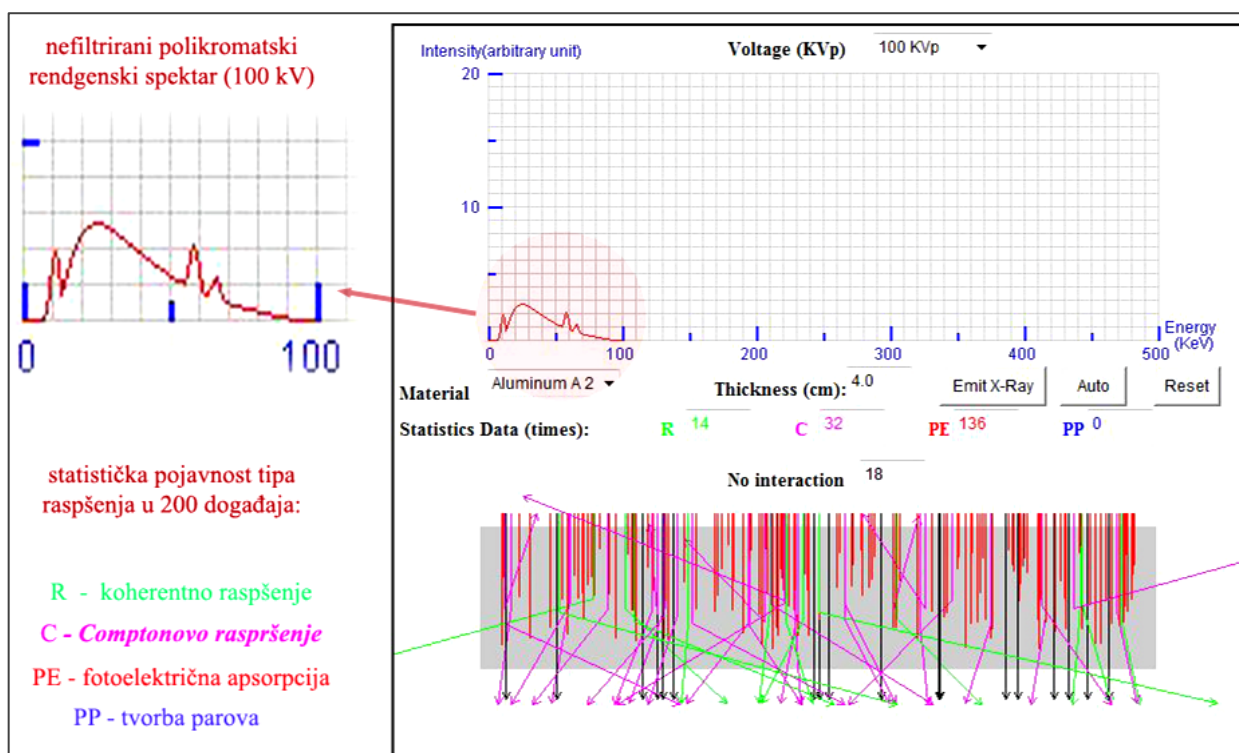 nefiltrirani polikromatski
rendgenski spektar (100 kV)
0 100
statistička pojavnost tipa
raspšenja u 200 događaja:
R - koherentno raspšenje
C - Comptonovo raspršenje
PE - fotoelektrična apsorpcija
PP - tvorba parova
Intensity(arbitrary unit) Voltage (KVp) 100 KVp
20
10
0 100 200 300 400 500
Energy
(KeV)
Material Aluminum A 2 Thickness (cm): 4.0 Emit X-Ray Auto Reset
Statistics Data (times): R 14 C 32 PE 136 PP 0
No interaction 18